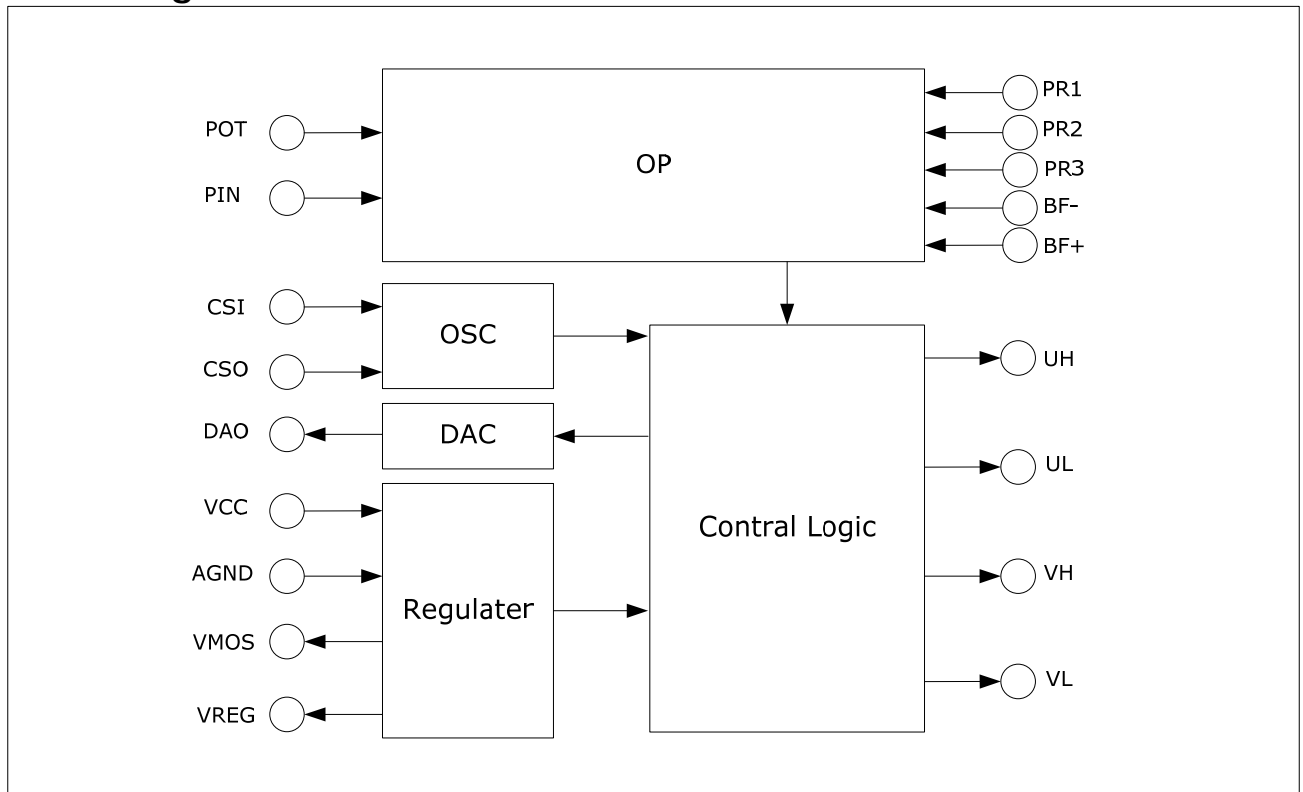 POT
PIN
OP
PR1
PR2
PR3
BF-
BF+
CSI
CSO
OSC
DAO
DAC
VCC
AGND
VMOS
VREG
Regulater
Contral Logic
UH
UL
VH
VL